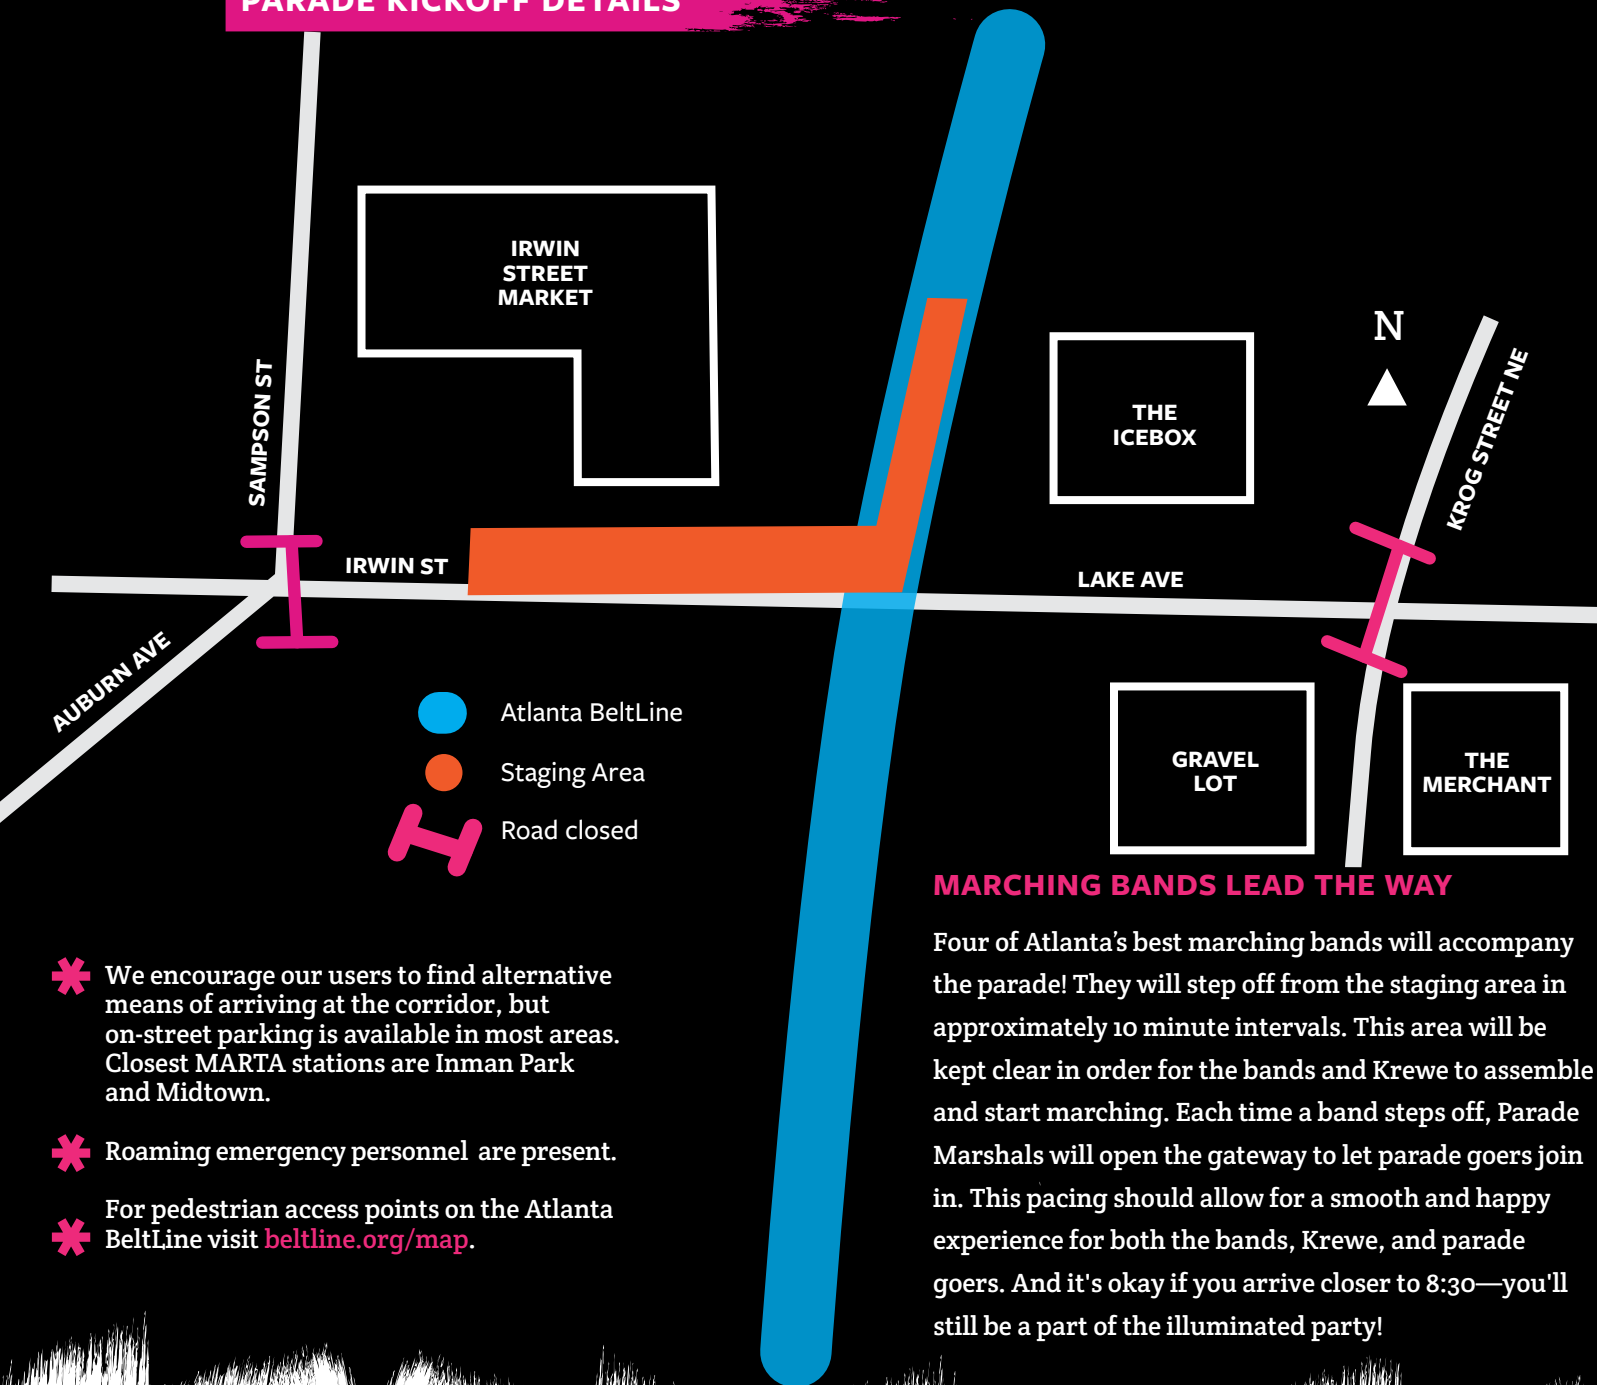 PARADE KICKOFF DETAILS
IRWIN
STREET
MARKET
N
THE
ICEBOX
KROG STREET NE
SAMPSON ST
IRWIN ST
LAKE AVE
AUBURN AVE
Atlanta BeltLine
Staging Area
Road closed
GRAVEL
LOT
THE
MERCHANT
We encourage our users to find alternative
means of arriving at the corridor, but
on-street parking is available in most areas.
Closest MARTA stations are Inman Park
and Midtown.
Roaming emergency personnel are present.
For pedestrian access points on the Atlanta
BeltLine visit beltline.org/map.
MARCHING BANDS LEAD THE WAY
Four of Atlanta’s best marching bands will accompany
the parade! They will step off from the staging area in
approximately 10 minute intervals. This area will be
kept clear in order for the bands and Krewe to assemble
and start marching. Each time a band steps off, Parade
Marshals will open the gateway to let parade goers join
in. This pacing should allow for a smooth and happy
experience for both the bands, Krewe, and parade
goers. And it's okay if you arrive closer to 8:30—you'll
still be a part of the illuminated party!